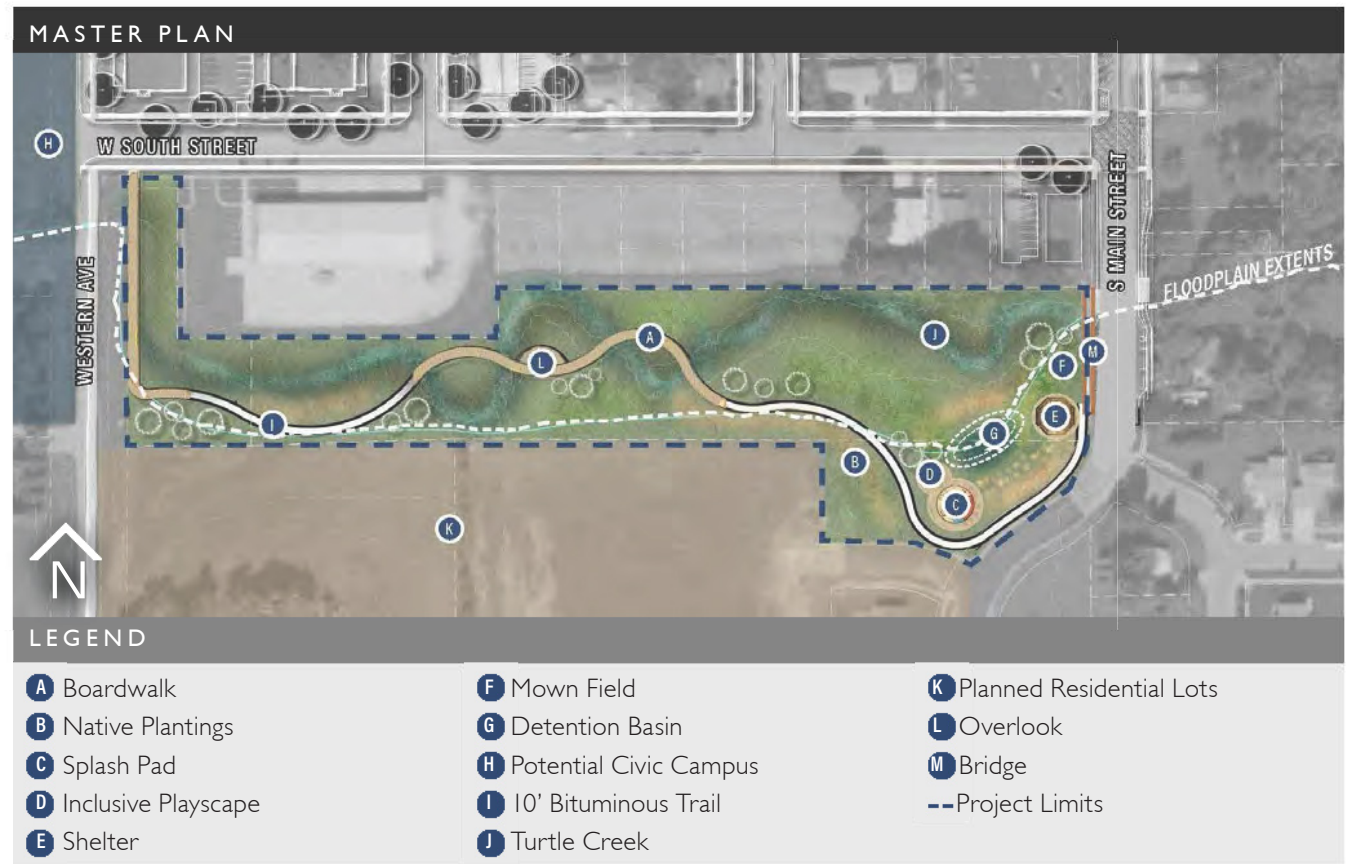 MASTER PLAN
H
W SOUTH STREET
S MAIN STREET
WESTERN AVE
FLOODPLAIN EXTENTS
J
A
M
L
F
E
I
G
B
D
C
K
N
LEGEND
A Boardwalk
B Native Plantings
C Splash Pad
D Inclusive Playscape
E Shelter
F Mown Field
G Detention Basin
H Potential Civic Campus
I 10' Bituminous Trail
J Turtle Creek
K Planned Residential Lots
L Overlook
M Bridge
Project Limits